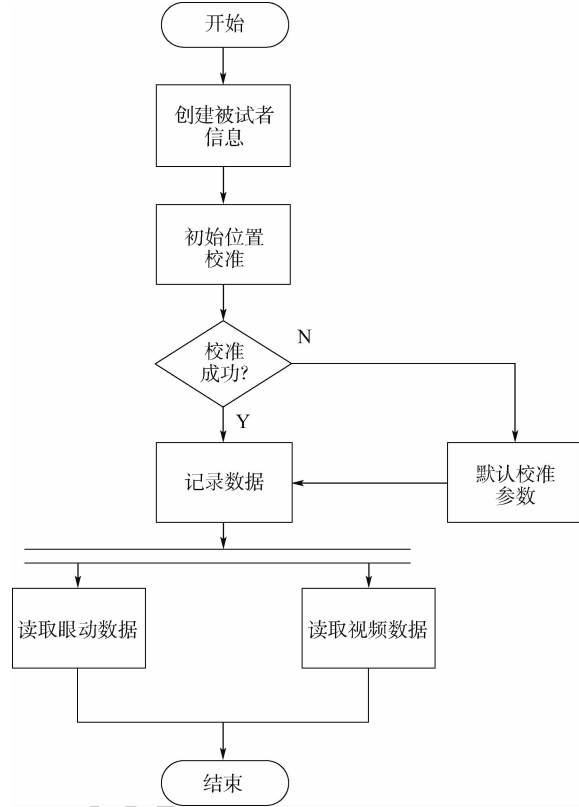 开始
创建被试者
信息
初始位置
校准
校准
成功?
N
Y
记录数据
默认校准
参数
读取眼动数据
读取视频数据
结束